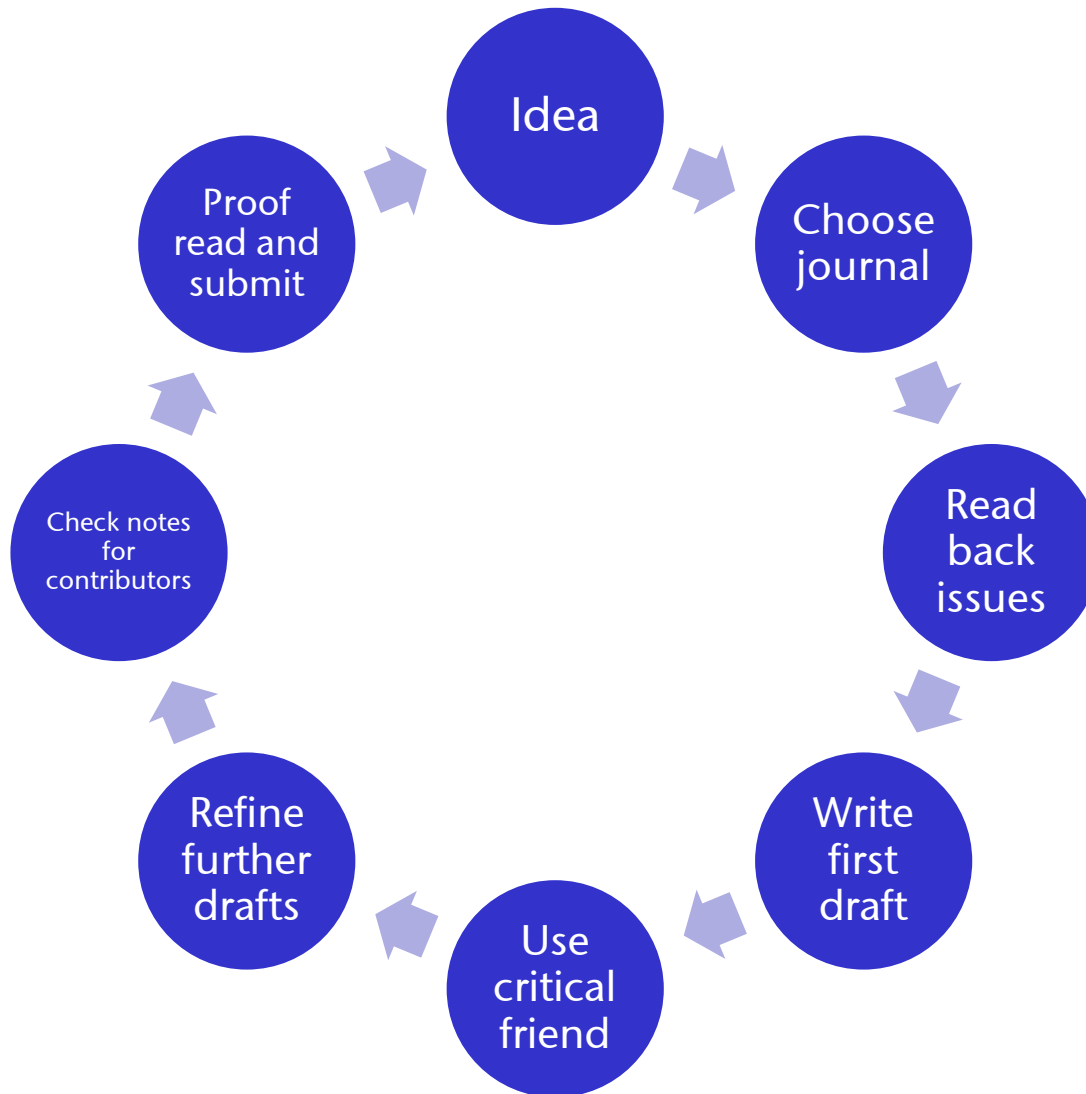 Idea
Choose
journal
Read
back
issues
Write
first
draft
Use
critical
friend
Refine
further
drafts
Check notes
for
contributors
Proof
read and
submit